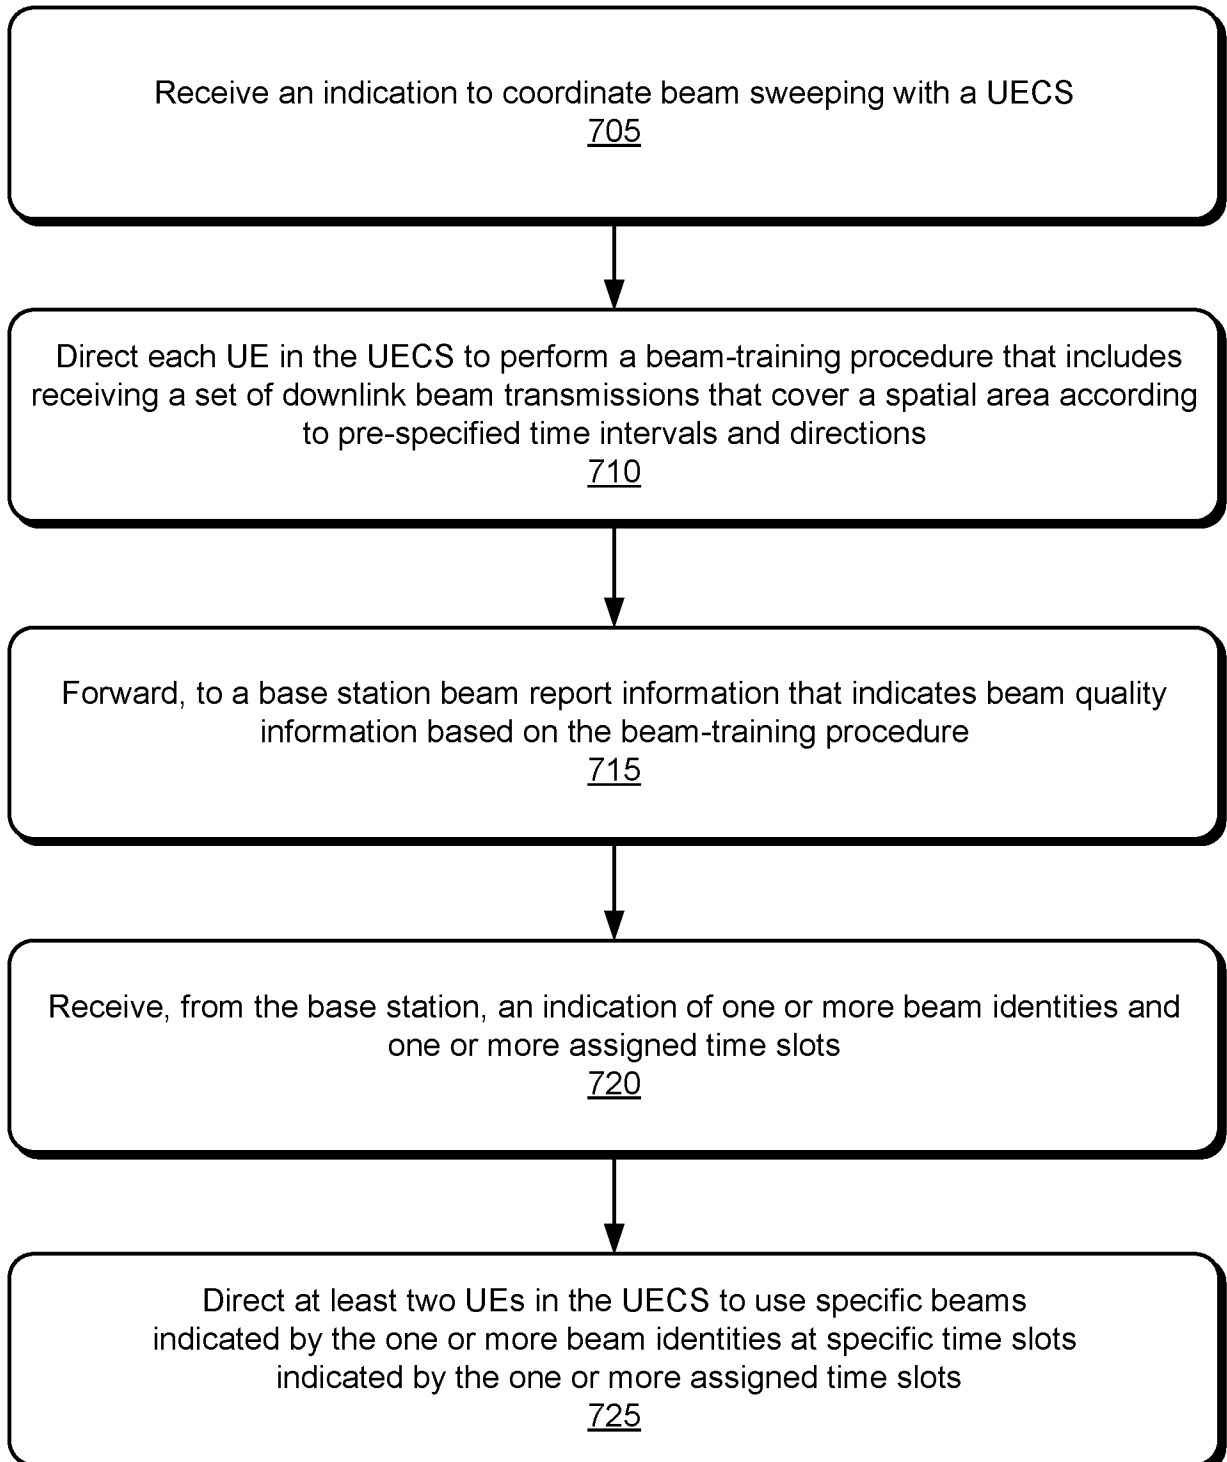 Receive an indication to coordinate beam sweeping with a UECS
705
Direct each UE in the UECS to perform a beam-training procedure that includes
receiving a set of downlink beam transmissions that cover a spatial area according
to pre-specified time intervals and directions
710
Forward, to a base station beam report information that indicates beam quality
information based on the beam-training procedure
715
Receive, from the base station, an indication of one or more beam identities and
one or more assigned time slots
720
Direct at least two UEs in the UECS to use specific beams
indicated by the one or more beam identities at specific time slots
indicated by the one or more assigned time slots
725